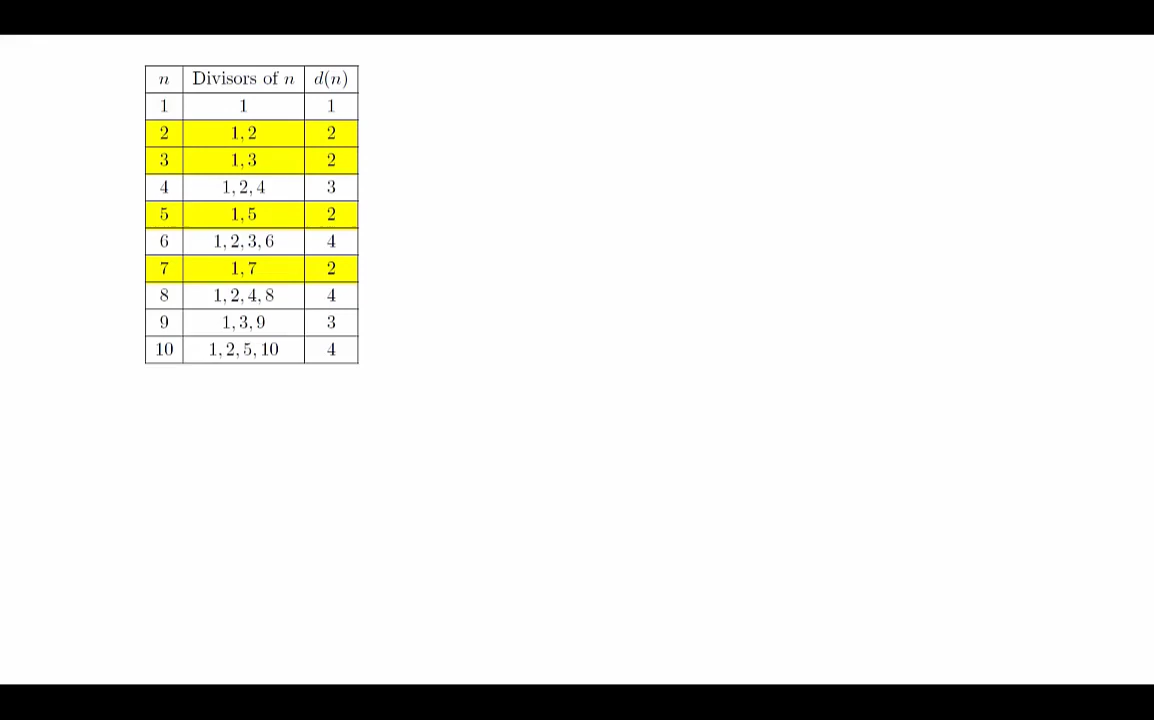 n Divisors of n d(n)
1 1 1
2 1, 2 2
3 1, 3 2
4 1, 2, 4 3
5 1, 5 2
6 1, 2, 3, 6 4
7 1, 7 2
8 1, 2, 4, 8 4
9 1, 3, 9 3
10 1, 2, 5, 10 4